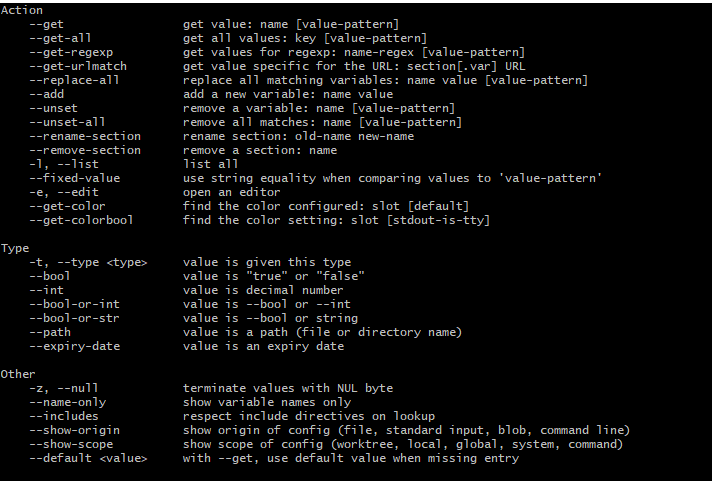 Action
    --get                 get value: name [value-pattern]
    --get-all             get all values: key [value-pattern]
    --get-regexp          get values for regexp: name-regex [value-pattern]
    --get-urlmatch        get value specific for the URL: section[.var] URL
    --replace-all         replace all matching variables: name value [value-pattern]
    --add                 add a new variable: name value
    --unset               remove a variable: name [value-pattern]
    --unset-all           remove all matches: name [value-pattern]
    --rename-section      rename section: old-name new-name
    --remove-section      remove a section: name
    -l, --list            list all
    --fixed-value         use string equality when comparing values to 'value-pattern'
    -e, --edit            open an editor
    --get-color           find the color configured: slot [default]
    --get-colorbool       find the color setting: slot [stdout-is-tty]

Type
    -t, --type <type>     value is given this type
    --bool                value is "true" or "false"
    --int                 value is decimal number
    --bool-or-int         value is --bool or --int
    --bool-or-str         value is --bool or string
    --path                value is a path (file or directory name)
    --expiry-date         value is an expiry date

Other
    -z, --null            terminate values with NUL byte
    --name-only           show variable names only
    --includes            respect include directives on lookup
    --show-origin         show origin of config (file, standard input, blob, command line)
    --show-scope          show scope of config (worktree, local, global, system, command)
    --default <value>     with --get, use default value when missing entry